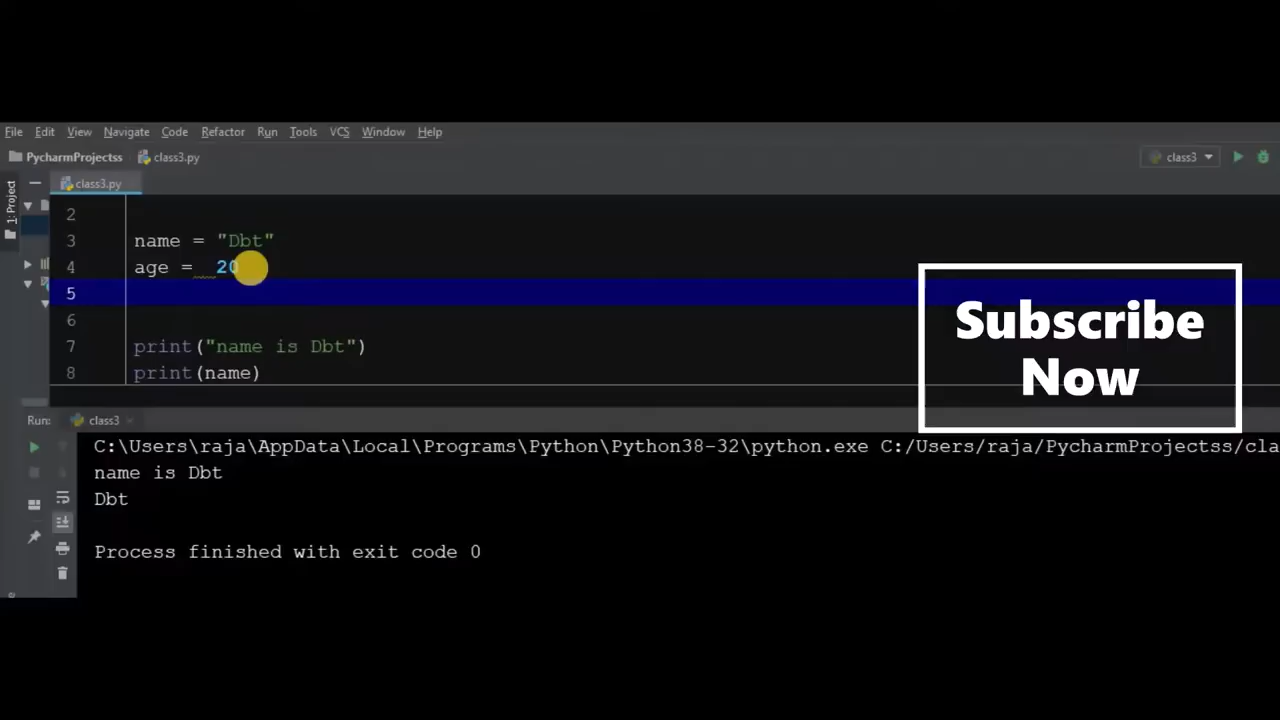 File Edit View Navigate Code Refactor Run Tools VCS Window Help
PycharmProjectss class3.py class3
1: Project
class3.py
2
3 name = "Dbt"
4 age =  20
5
6
7 print("name is Dbt")
8 print(name)
Subscribe
Now
Run: class3
C:\Users\raja\AppData\Local\Programs\Python\Python38-32\python.exe C:/Users/raja/PycharmProjectss/cla
name is Dbt
Dbt
Process finished with exit code 0